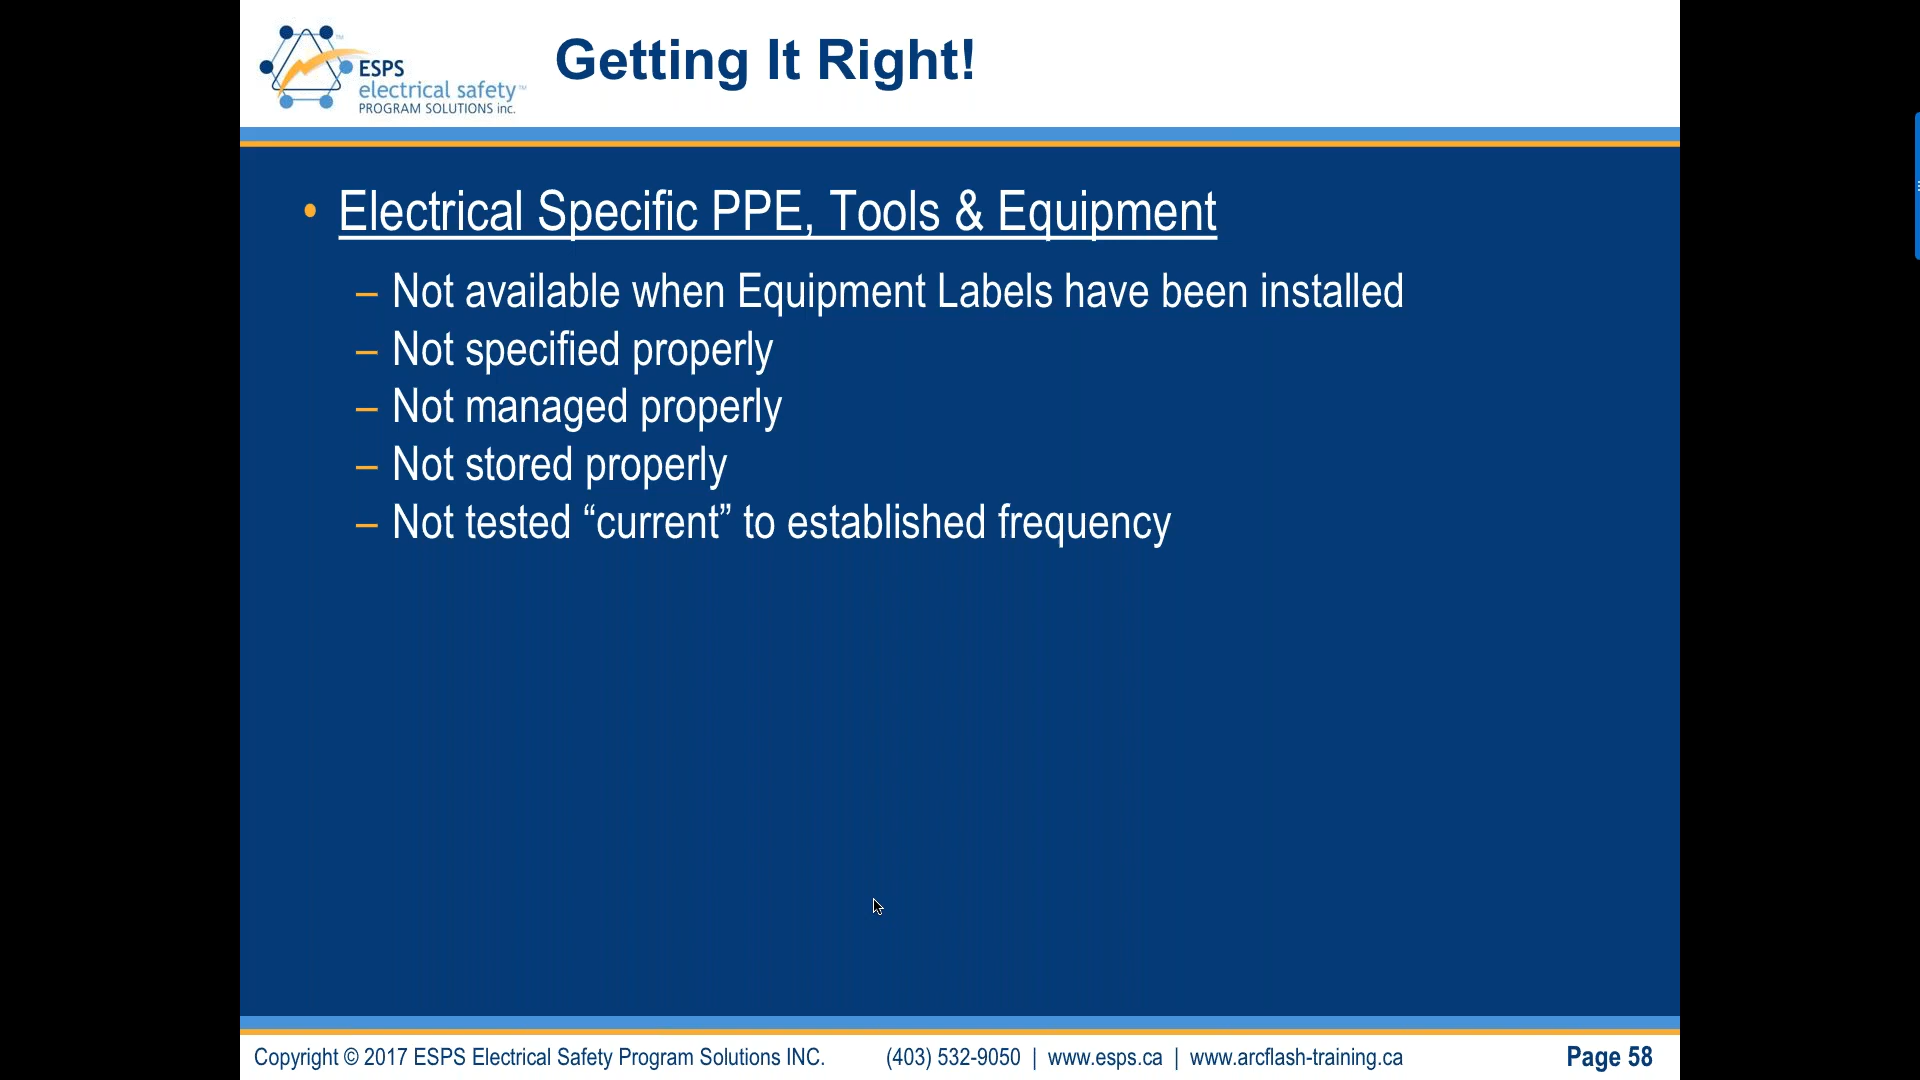 Getting It Right!
ESPS
electrical safety™
PROGRAM SOLUTIONS inc.
• Electrical Specific PPE, Tools & Equipment
– Not available when Equipment Labels have been installed
– Not specified properly
– Not managed properly
– Not stored properly
– Not tested “current” to established frequency
Copyright © 2017 ESPS Electrical Safety Program Solutions INC. (403) 532-9050 | www.esps.ca | www.arcflash-training.ca Page 58